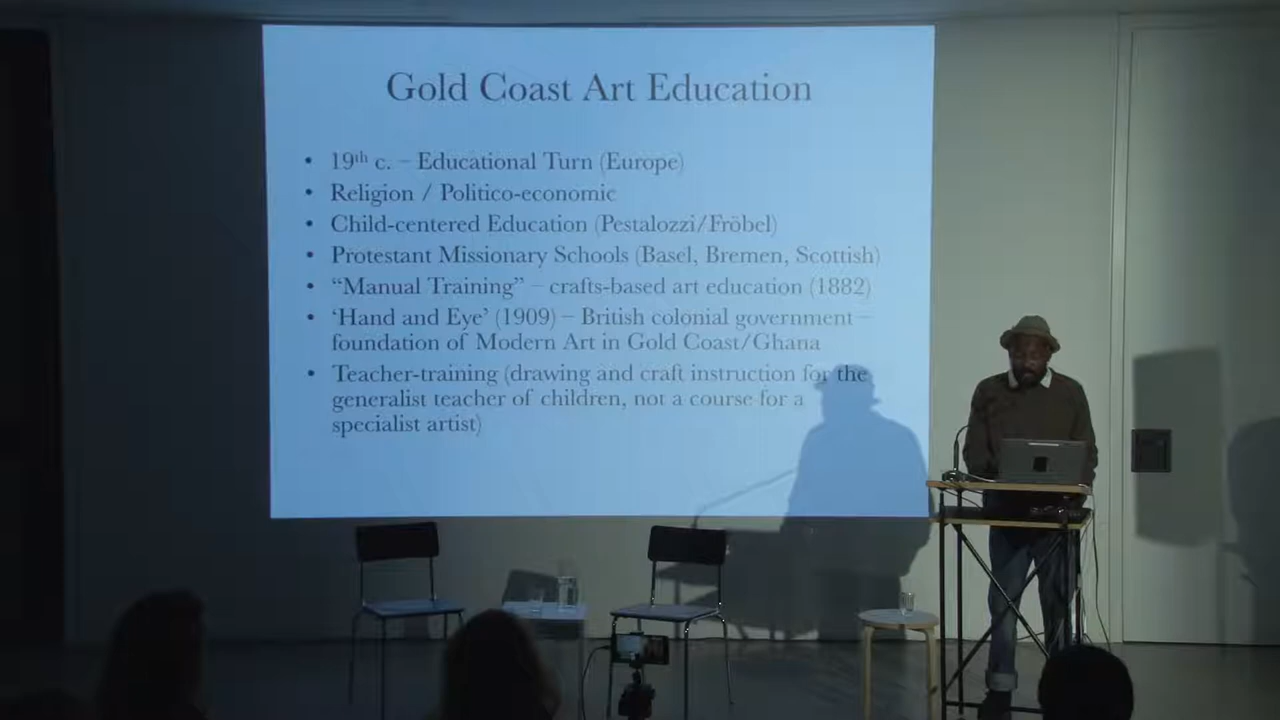 Gold Coast Art Education
• 19th c. – Educational Turn (Europe)
• Religion / Politico-economic
• Child-centered Education (Pestalozzi/Fröbel)
• Protestant Missionary Schools (Basel, Bremen, Scottish)
• “Manual Training” – crafts-based art education (1882)
• ‘Hand and Eye’ (1909) – British colonial government –
foundation of Modern Art in Gold Coast/Ghana
• Teacher-training (drawing and craft instruction for the
generalist teacher of children, not a course for a
specialist artist)